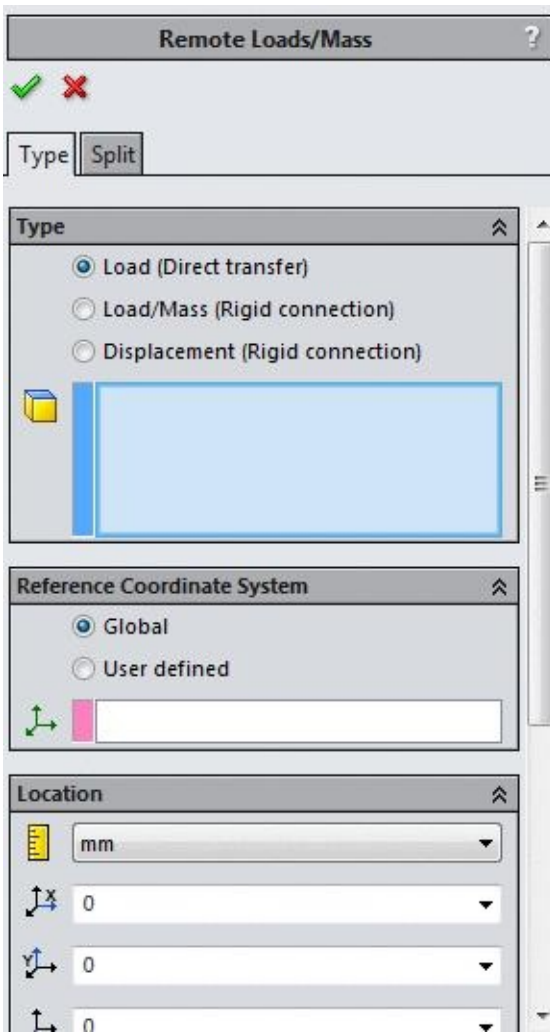 Remote Loads/Mass ?
Type Split
Type
Load (Direct transfer)
Load/Mass (Rigid connection)
Displacement (Rigid connection)
Reference Coordinate System
Global
User defined
Location
mm
X 0
Y 0
0